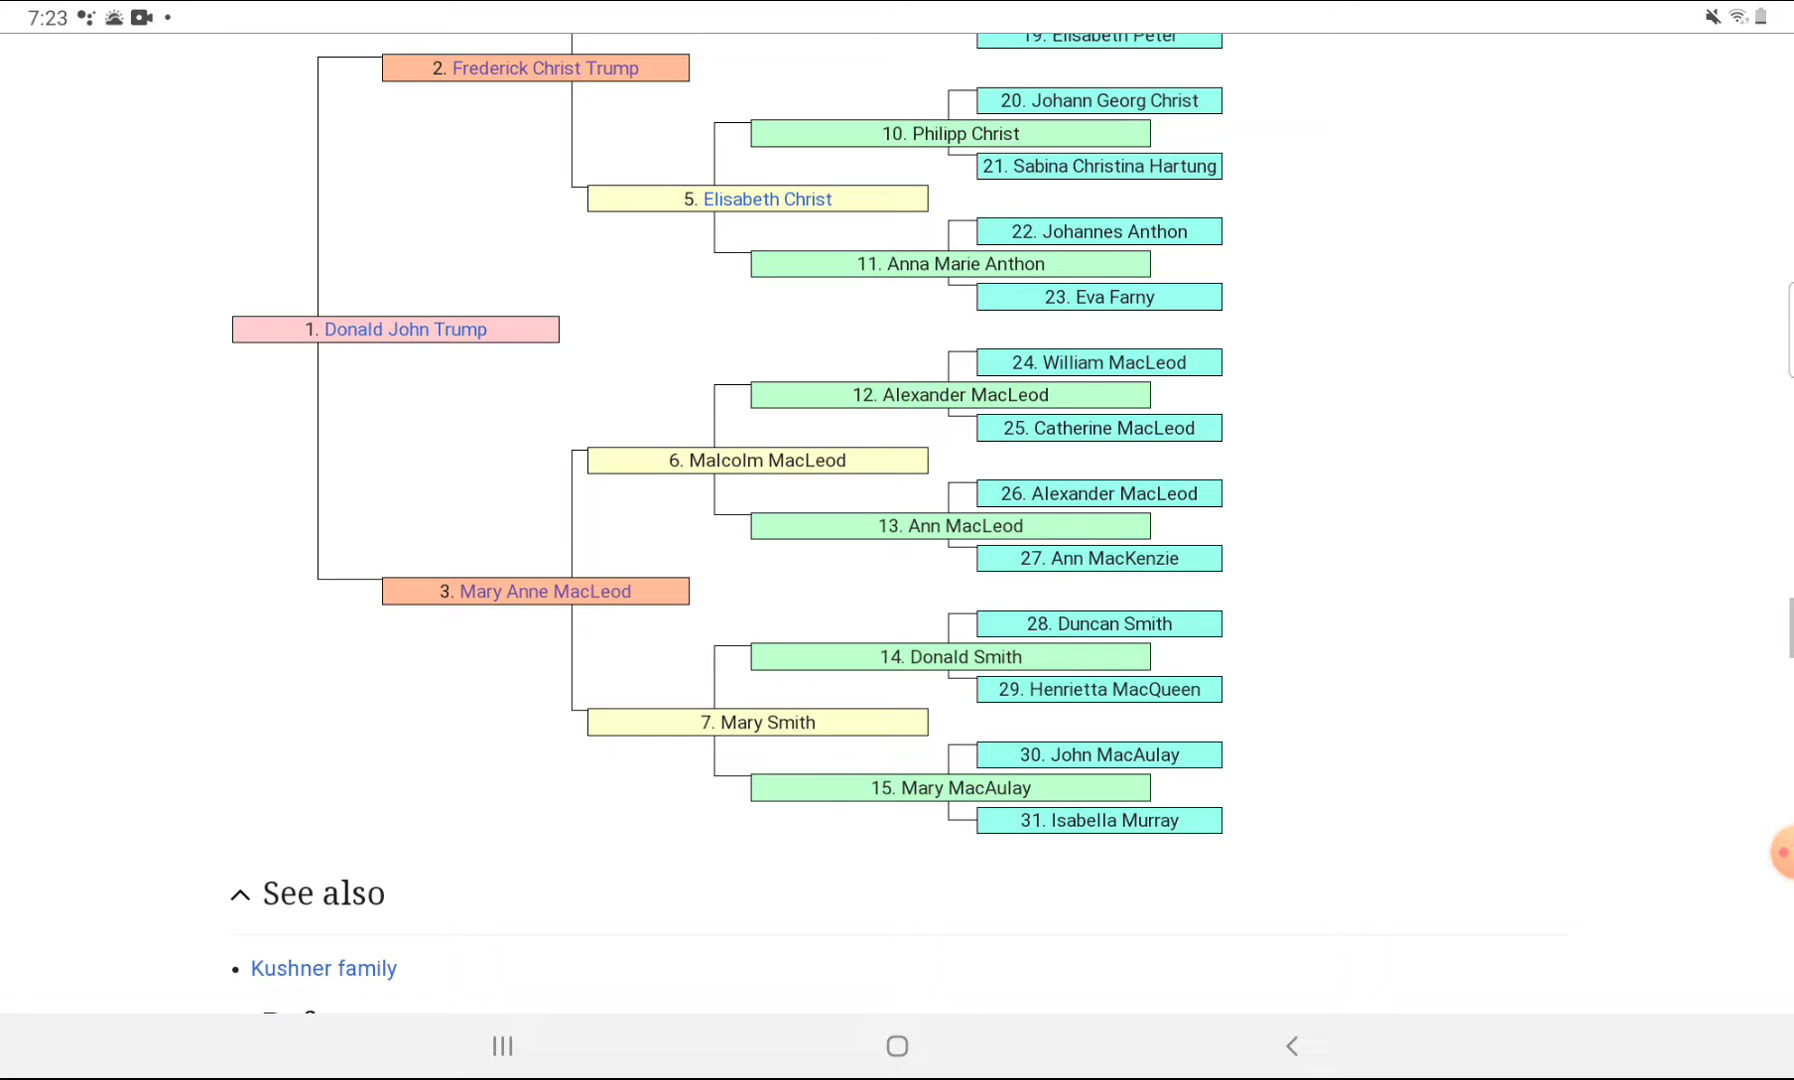 7:23
19. Elisabeth Peter
2. Frederick Christ Trump
20. Johann Georg Christ
10. Philipp Christ
21. Sabina Christina Hartung
5. Elisabeth Christ
22. Johannes Anthon
11. Anna Marie Anthon
23. Eva Farny
1. Donald John Trump
24. William MacLeod
12. Alexander MacLeod
25. Catherine MacLeod
6. Malcolm MacLeod
26. Alexander MacLeod
13. Ann MacLeod
27. Ann MacKenzie
3. Mary Anne MacLeod
28. Duncan Smith
14. Donald Smith
29. Henrietta MacQueen
7. Mary Smith
30. John MacAulay
15. Mary MacAulay
31. Isabella Murray
See also
• Kushner family